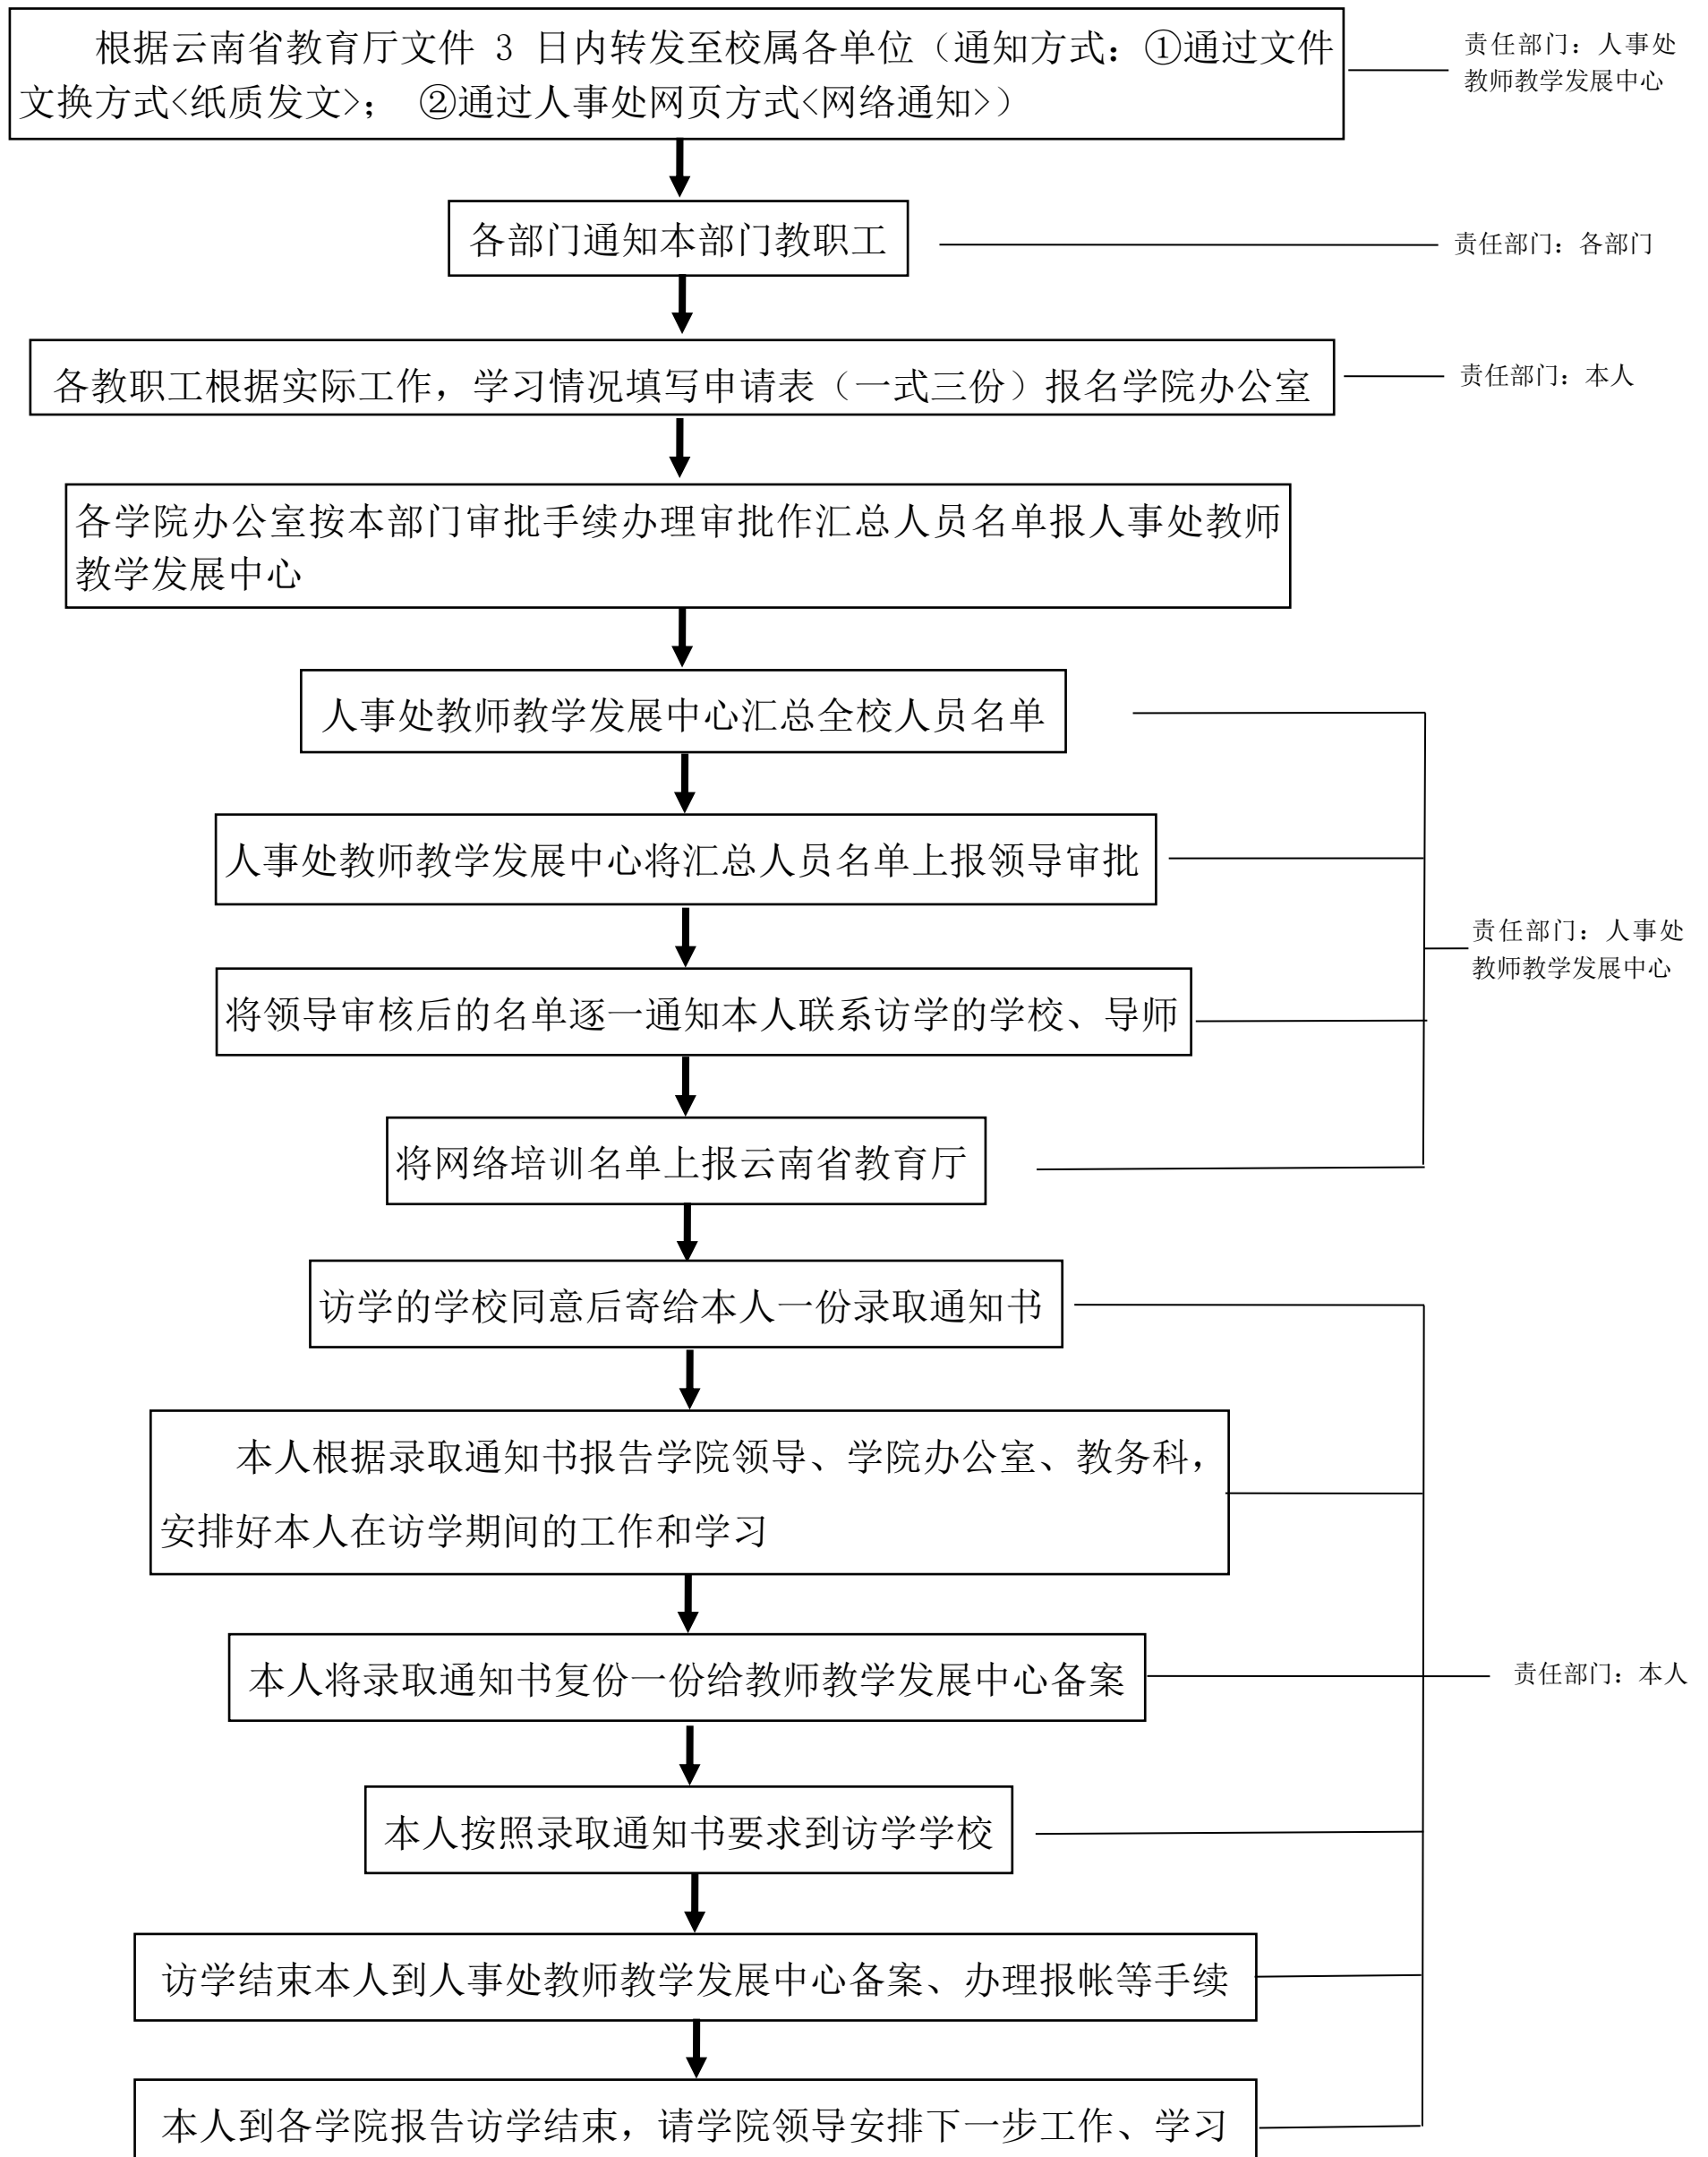 根据云南省教育厅文件 3 日内转发至校属各单位（通知方式：①通过文件
文换方式<纸质发文>； ②通过人事处网页方式<网络通知>）
责任部门：人事处
教师教学发展中心
各部门通知本部门教职工
责任部门：各部门
各教职工根据实际工作，学习情况填写申请表（一式三份）报名学院办公室
责任部门：本人
各学院办公室按本部门审批手续办理审批作汇总人员名单报人事处教师
教学发展中心
人事处教师教学发展中心汇总全校人员名单
人事处教师教学发展中心将汇总人员名单上报领导审批
责任部门：人事处
教师教学发展中心
将领导审核后的名单逐一通知本人联系访学的学校、导师
将网络培训名单上报云南省教育厅
访学的学校同意后寄给本人一份录取通知书
本人根据录取通知书报告学院领导、学院办公室、教务科，
安排好本人在访学期间的工作和学习
本人将录取通知书复份一份给教师教学发展中心备案
责任部门：本人
本人按照录取通知书要求到访学学校
访学结束本人到人事处教师教学发展中心备案、办理报帐等手续
本人到各学院报告访学结束，请学院领导安排下一步工作、学习